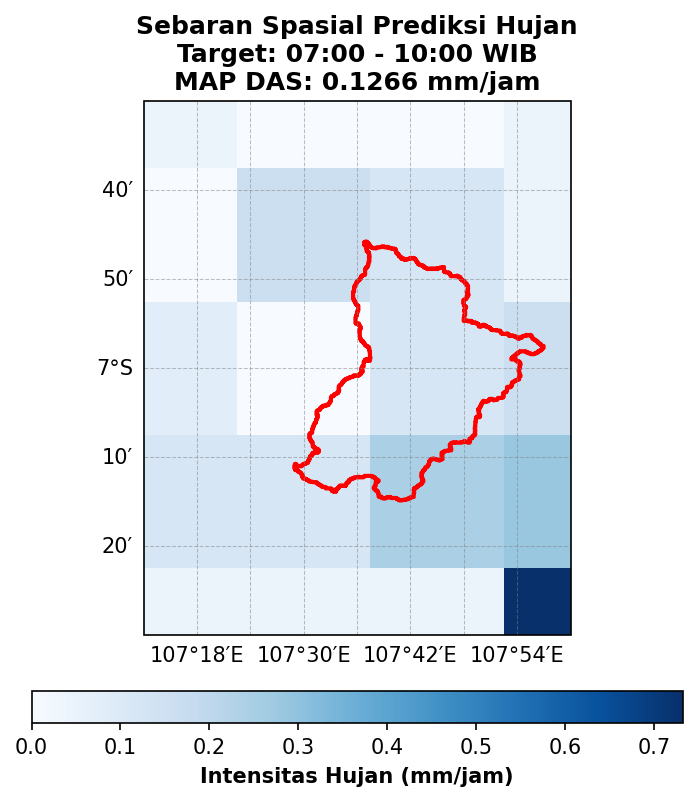 Sebaran Spasial Prediksi Hujan
Target: 07:00 - 10:00 WIB
MAP DAS: 0.1266 mm/jam
40′
50′
7°S
10′
20′
107°18′E 107°30′E 107°42′E 107°54′E
0.0 0.1 0.2 0.3 0.4 0.5 0.6 0.7
Intensitas Hujan (mm/jam)